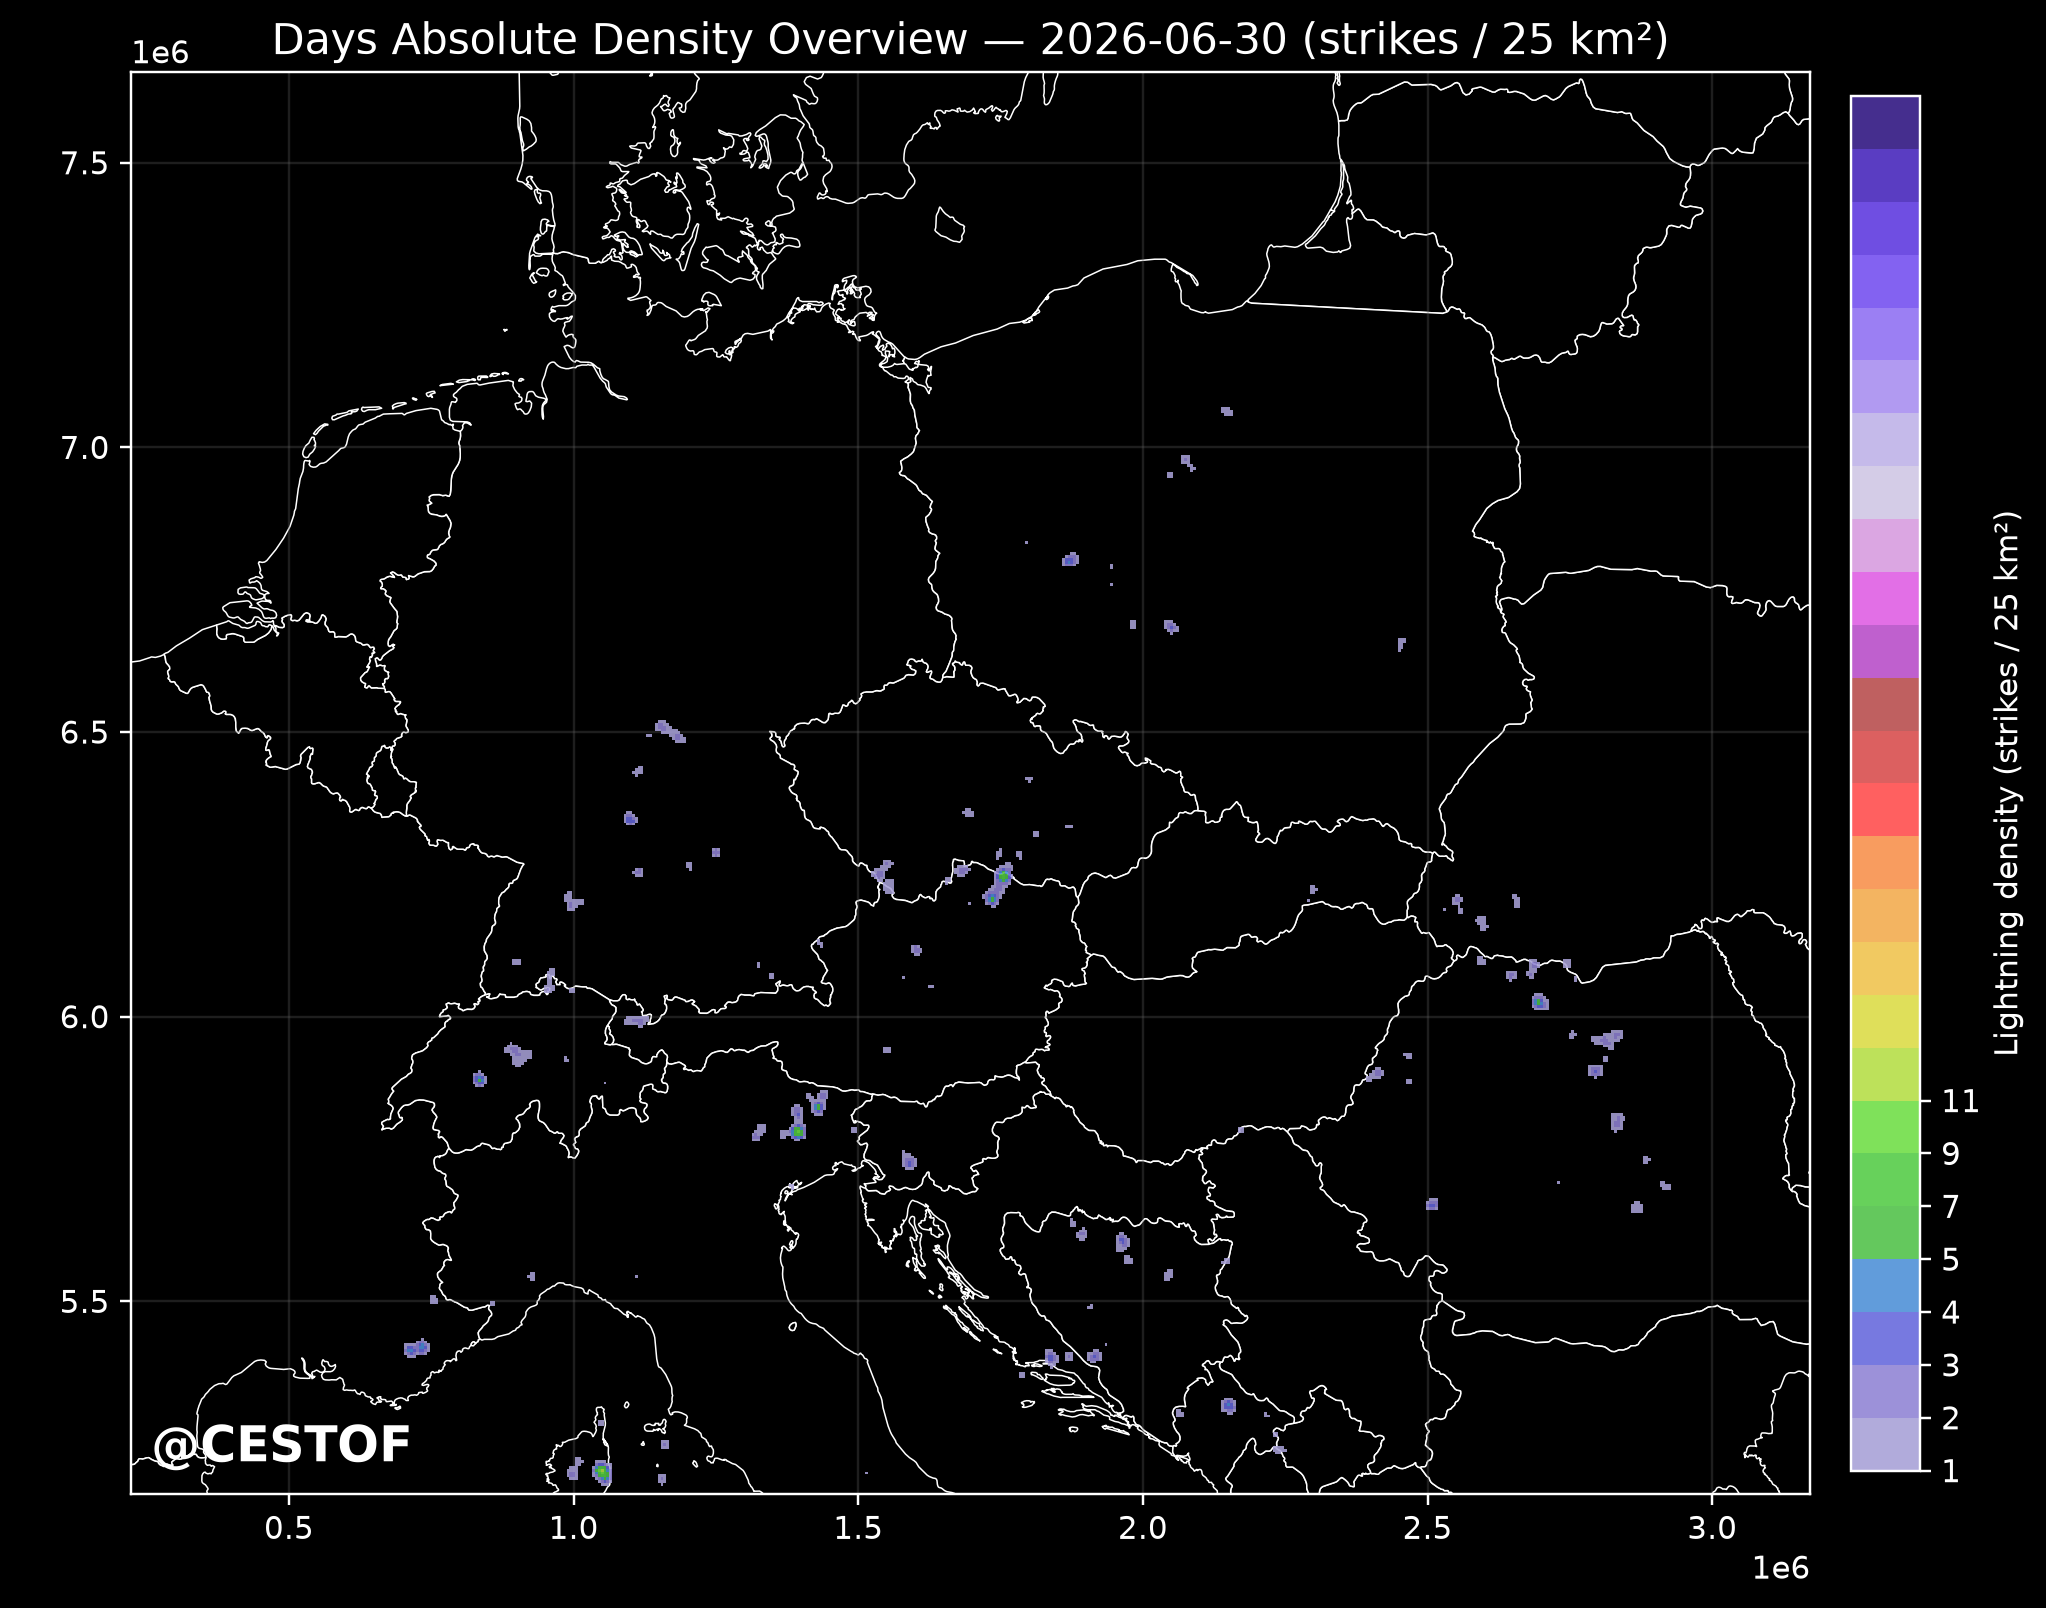 Days Absolute Density Overview — 2026-06-30 (strikes / 25 km²)
1e6
7.5
7.0
6.5
6.0
5.5
0.5 1.0 1.5 2.0 2.5 3.0
1e6
@CESTOF
11
9
7
5
4
3
2
1
Lightning density (strikes / 25 km²)